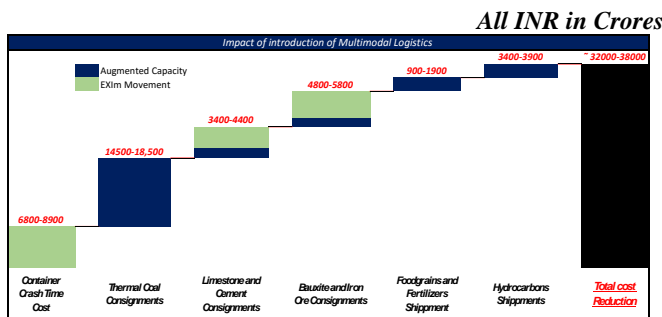 All INR in Crores
Impact of introduction of Multimodal Logistics
Augmented Capacity
EXIm Movement
6800-8900
14500-18,500
3400-4400
4800-5800
900-1900
3400-3900
~ 32000-38000
Container
Crash Time
Cost
Thermal Coal
Consignments
Limestone and
Cement
Consignments
Bauxite and Iron
Ore Consignments
Foodgrains and
Fertilizers
Shipment
Hydrocarbons
Shippments
Total cost
Reduction